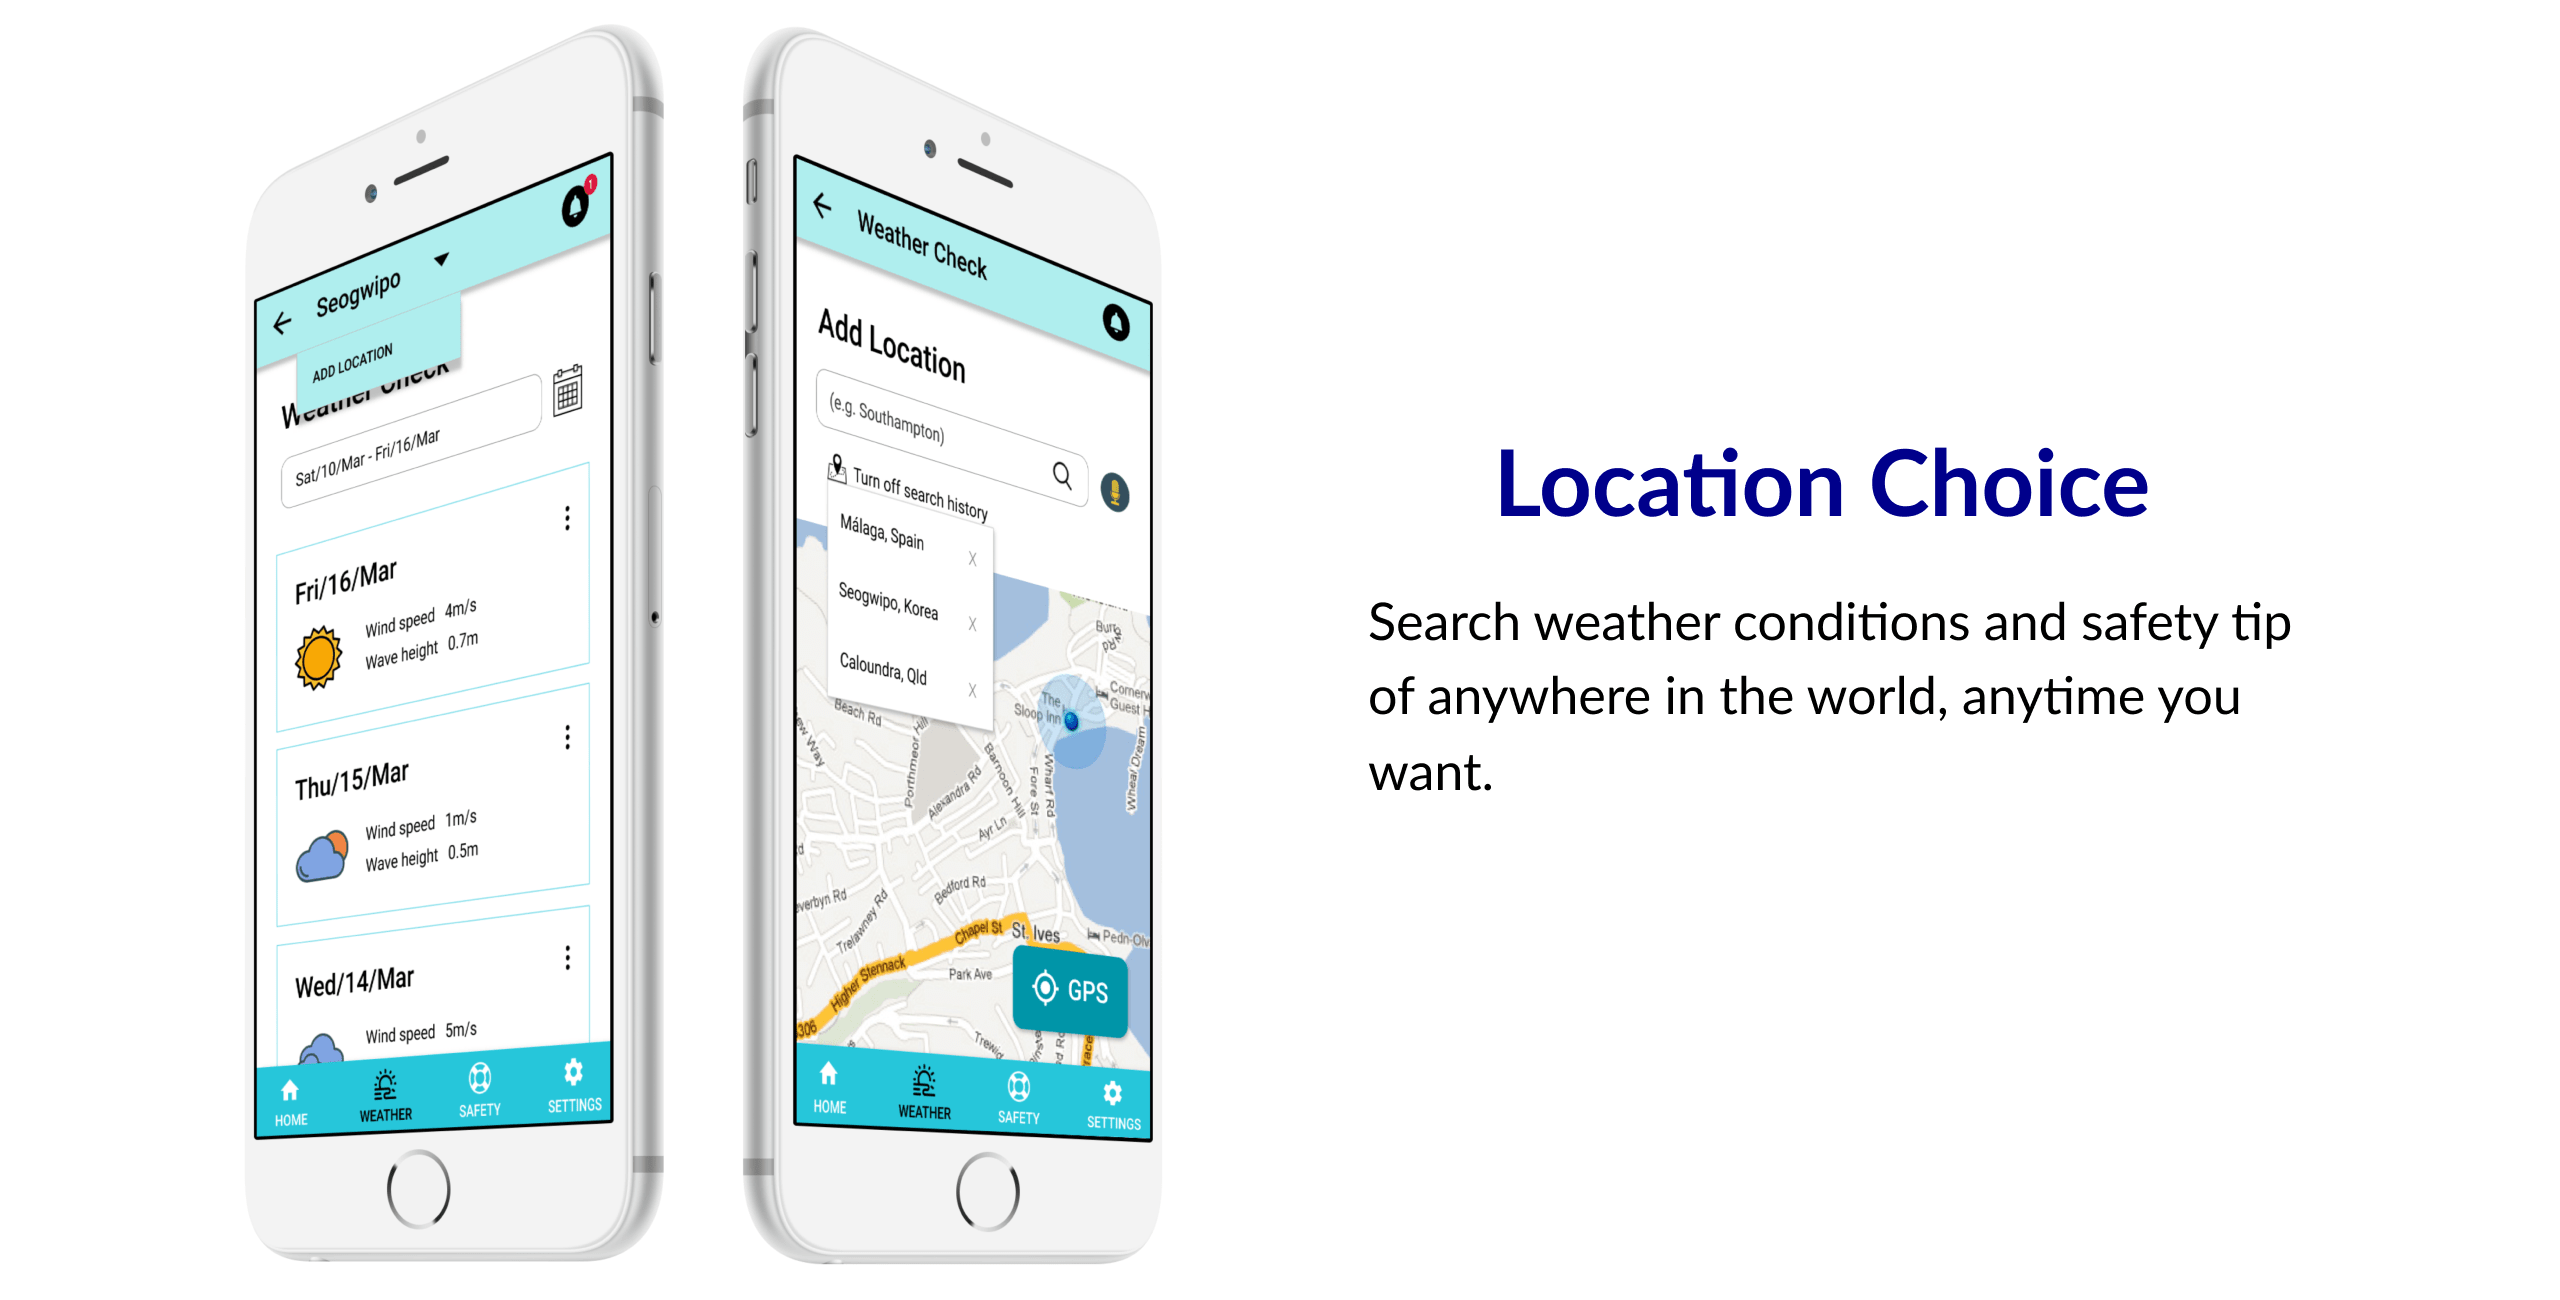 1
Seogwipo
ADD LOCATION
Weather Check
Sat/10/Mar - Fri/16/Mar
Fri/16/Mar
Wind speed 4m/s
Wave height 0.7m
Thu/15/Mar
Wind speed 1m/s
Wave height 0.5m
Wed/14/Mar
Wind speed 5m/s
HOME
WEATHER
SAFETY
SETTINGS
Weather Check
Add Location
(e.g. Southampton)
Turn off search history
Málaga, Spain
X
Seogwipo, Korea
X
Caloundra, Qld
X
Beach Rd
Porthmeor Hill
Alexandra Rd
Barnoon Hill
Ayr Ln
Fore St
Wharf Rd
The
Sloop Inn
Wheal Dream
Guest H
Bedford Rd
Trelawney Rd
Chapel St
St. Ives
Higher Stennack
Park Ave
306
GPS
HOME
WEATHER
SAFETY
SETTINGS
Location Choice
Search weather conditions and safety tip
of anywhere in the world, anytime you
want.